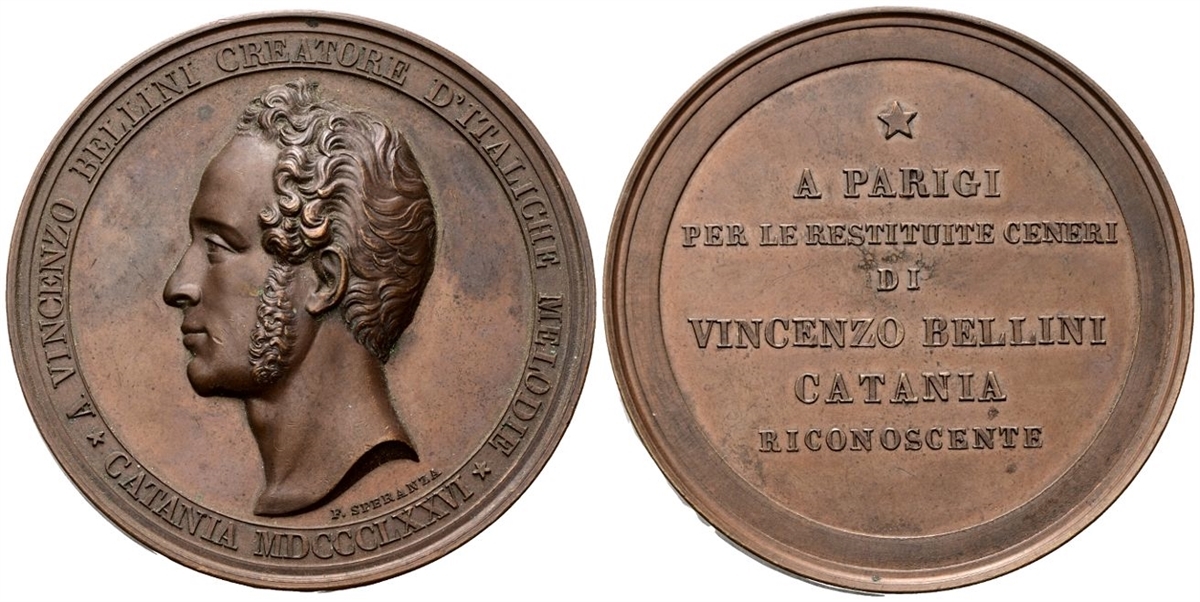 A VINCENZO BELLINI CREATORE D'ITALICHE MELODIE
CATANIA MDCCCLXXVI
F. SPERANZA
A PARIGI
PER LE RESTITUITE CENERI
DI
VINCENZO BELLINI
CATANIA
RICONOSCENTE